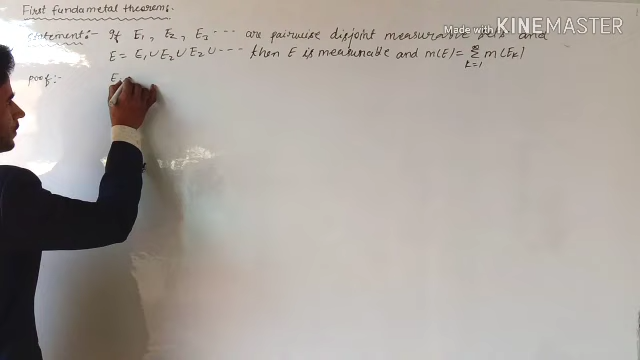 First fundametal theorem:
Made with KINEMASTER
Statement:- If E1, E2, E3 --- are pairwise disjoint measurable sets and
E = E1 ∪ E2 ∪ E3 ∪ --- then E is measurable and m(E) = ∑_{k=1}^{∞} m(Ek)
poof:- E